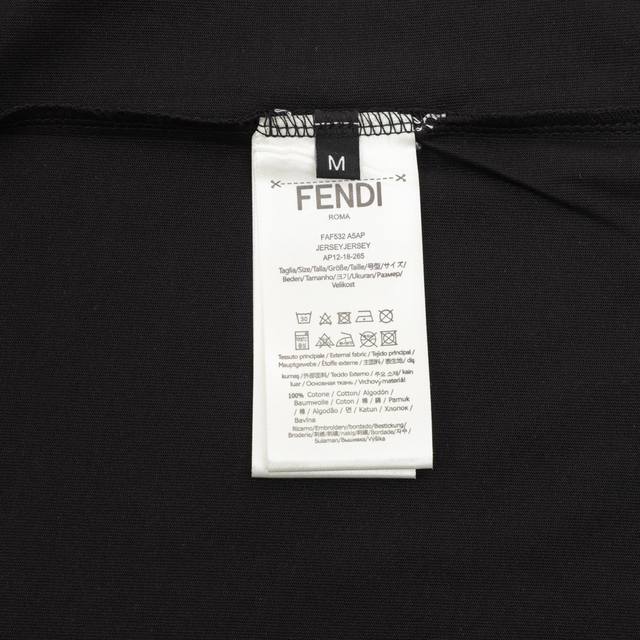 M
FENDI
ROMA
FAF532 A5AP
JERSEYJERSEY
AP12-18-265
Taglia/Size/Talla/Größe/Taille/号型/サイズ/
Beden/Tamanho/크기/Ukuran/Размер/
Velikost
30
Tessuto principale/External fabric/Tejido principal/
Hauptgewebe/Étoffe externe/主面料/表生地/dış
kumaş/外部面料/Tecido Externo/주요 소재/kain
luar/Основная ткань/Vrchový materiál/
100% Cotone/Cotton/Algodón/
Baumwolle/Coton/棉/綿/Pamuk
/棉/Algodão/면/Katun/Хлопок/
Bavlna
Ricamo/Embroidery/bordado/Bestickung/
Broderie/刺繡/刺繍/nakış/Bordado/자수/
Sulaman/Вышивка/Výšivka